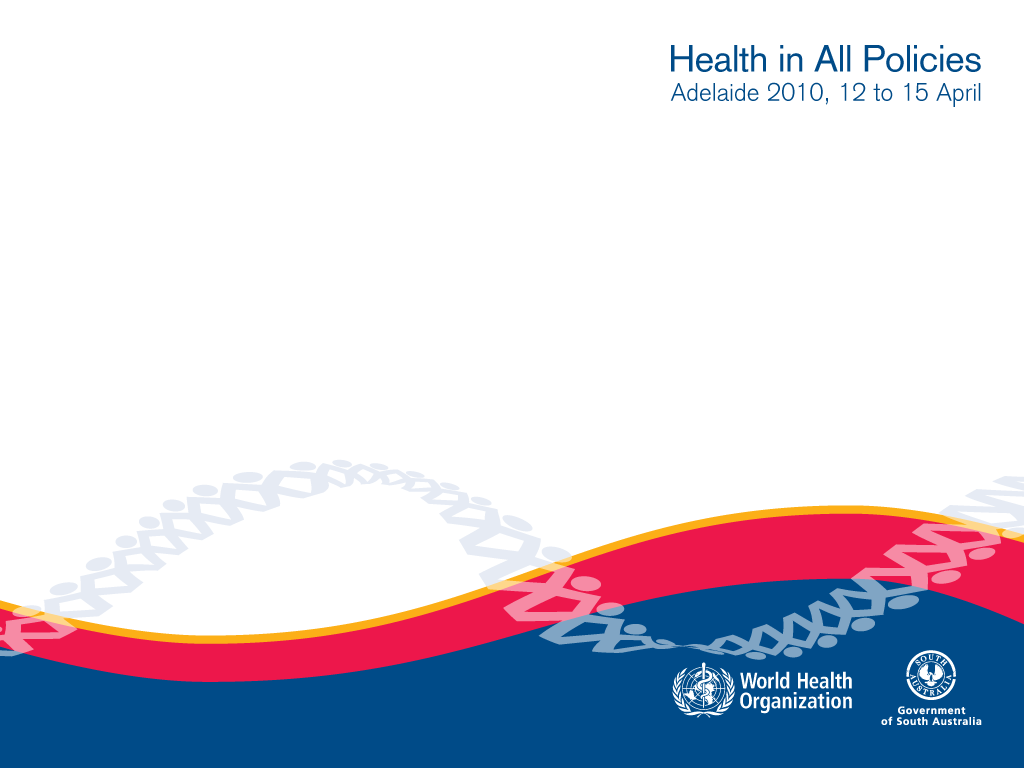 Health in All Policies
Adelaide 2010, 12 to 15 April
World Health
Organization
SOUTH
AUSTRALIA
Government
of South Australia